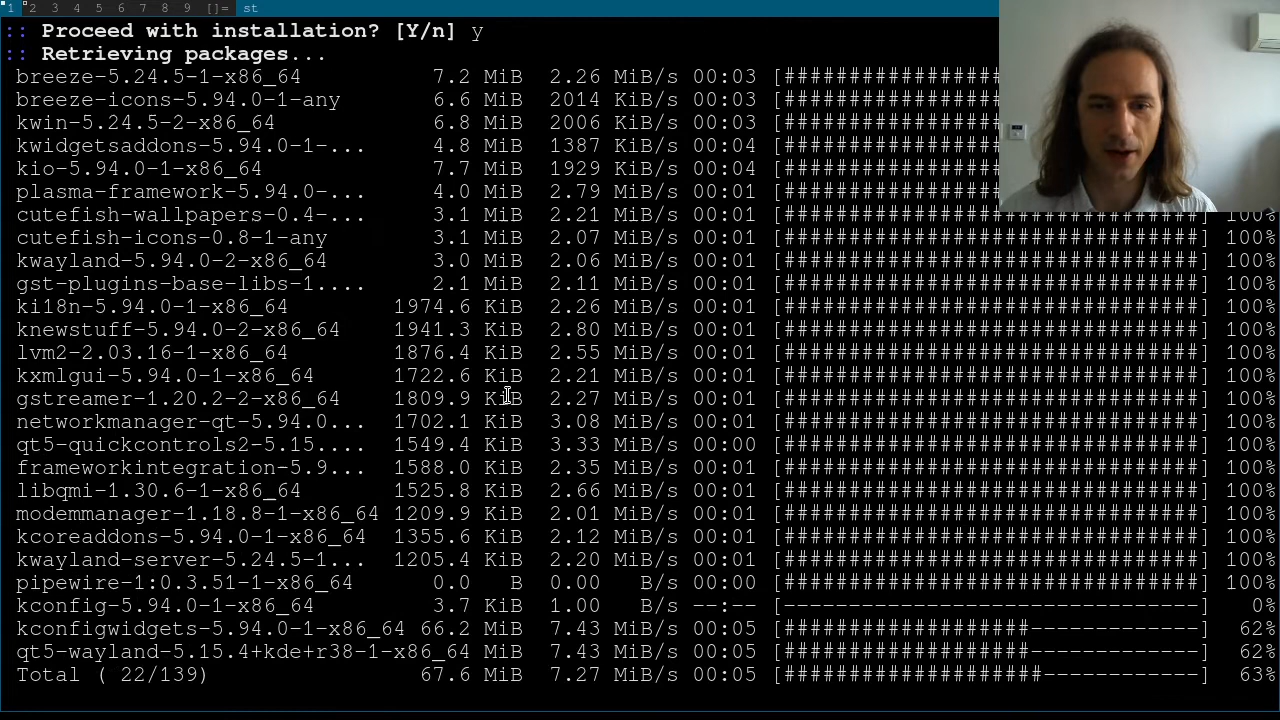 1 2 3 4 5 6 7 8 9 []= st
:: Proceed with installation? [Y/n] y
:: Retrieving packages...
breeze-5.24.5-1-x86_64 7.2 MiB 2.26 MiB/s 00:03 [################
breeze-icons-5.94.0-1-any 6.6 MiB 2014 KiB/s 00:03 [################
kwin-5.24.5-2-x86_64 6.8 MiB 2006 KiB/s 00:03 [################
kwidgetsaddons-5.94.0-1-... 4.8 MiB 1387 KiB/s 00:04 [################
kio-5.94.0-1-x86_64 7.7 MiB 1929 KiB/s 00:04 [################
plasma-framework-5.94.0-... 4.0 MiB 2.79 MiB/s 00:01 [################
cutefish-wallpapers-0.4-... 3.1 MiB 2.21 MiB/s 00:01 [################################] 100%
cutefish-icons-0.8-1-any 3.1 MiB 2.07 MiB/s 00:01 [################################] 100%
kwayland-5.94.0-2-x86_64 3.0 MiB 2.06 MiB/s 00:01 [################################] 100%
gst-plugins-base-libs-1.... 2.1 MiB 2.11 MiB/s 00:01 [################################] 100%
ki18n-5.94.0-1-x86_64 1974.6 KiB 2.26 MiB/s 00:01 [################################] 100%
knewstuff-5.94.0-2-x86_64 1941.3 KiB 2.80 MiB/s 00:01 [################################] 100%
lvm2-2.03.16-1-x86_64 1876.4 KiB 2.55 MiB/s 00:01 [################################] 100%
kxmlgui-5.94.0-1-x86_64 1722.6 KiB 2.21 MiB/s 00:01 [################################] 100%
gstreamer-1.20.2-2-x86_64 1809.9 KiB 2.27 MiB/s 00:01 [################################] 100%
networkmanager-qt-5.94.0... 1702.1 KiB 3.08 MiB/s 00:01 [################################] 100%
qt5-quickcontrols2-5.15.... 1549.4 KiB 3.33 MiB/s 00:00 [################################] 100%
frameworkintegration-5.9... 1588.0 KiB 2.35 MiB/s 00:01 [################################] 100%
libqmi-1.30.6-1-x86_64 1525.8 KiB 2.66 MiB/s 00:01 [################################] 100%
modemmanager-1.18.8-1-x86_64 1209.9 KiB 2.01 MiB/s 00:01 [################################] 100%
kcoreaddons-5.94.0-1-x86_64 1355.6 KiB 2.12 MiB/s 00:01 [################################] 100%
kwayland-server-5.24.5-1... 1205.4 KiB 2.20 MiB/s 00:01 [################################] 100%
pipewire-1:0.3.51-1-x86_64 0.0 B 0.00 B/s 00:00 [################################] 100%
kconfig-5.94.0-1-x86_64 3.7 KiB 1.00 B/s --:-- [--------------------------------] 0%
kconfigwidgets-5.94.0-1-x86_64 66.2 MiB 7.43 MiB/s 00:05 [###################-------------] 62%
qt5-wayland-5.15.4+kde+r38-1-x86_64 MiB 7.43 MiB/s 00:05 [###################-------------] 62%
Total ( 22/139) 67.6 MiB 7.27 MiB/s 00:05 [####################------------] 63%